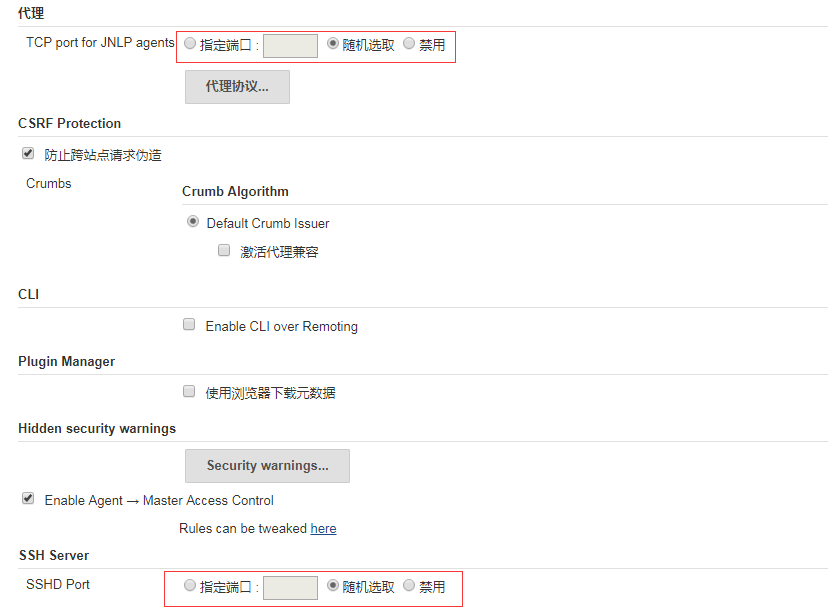 代理
TCP port for JNLP agents 指定端口 : 随机选取 禁用
代理协议...
CSRF Protection
防止跨站点请求伪造
Crumbs
Crumb Algorithm
Default Crumb Issuer
激活代理兼容
CLI
Enable CLI over Remoting
Plugin Manager
使用浏览器下载元数据
Hidden security warnings
Security warnings...
Enable Agent → Master Access Control
Rules can be tweaked here
SSH Server
SSHD Port 指定端口 : 随机选取 禁用